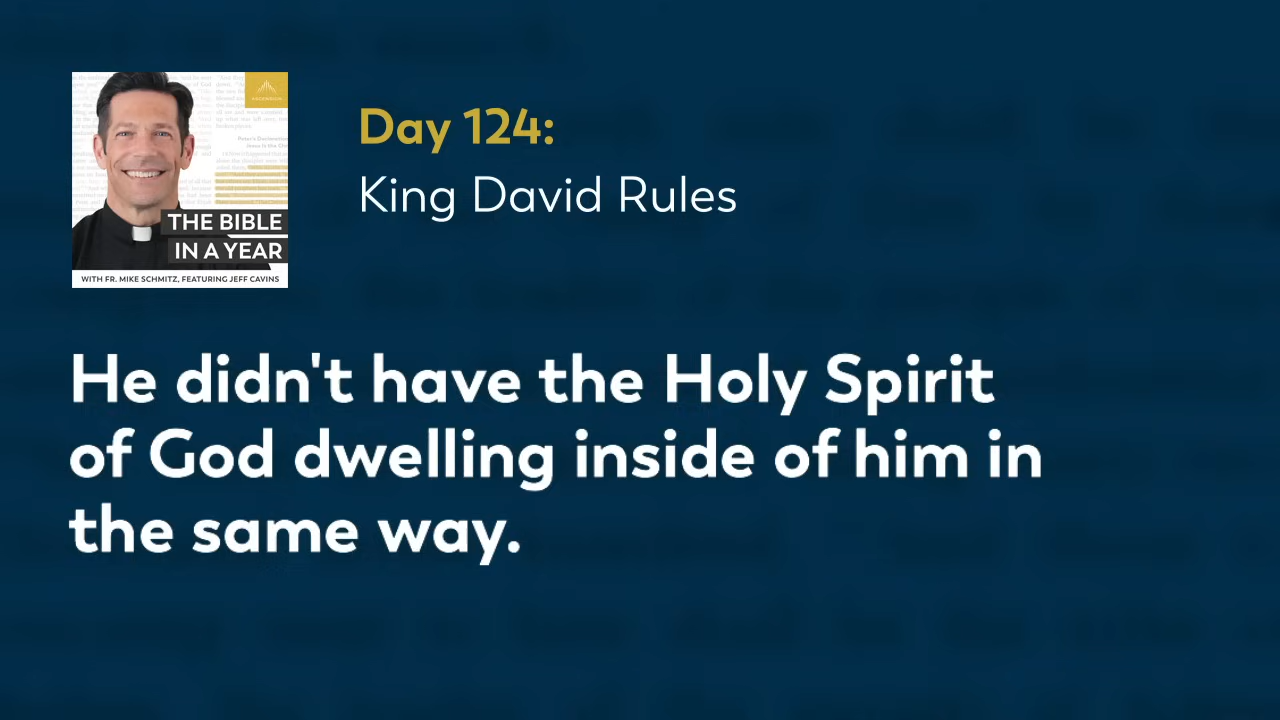 Day 124:
King David Rules
ASCENSION
THE BIBLE
IN A YEAR
WITH FR. MIKE SCHMITZ, FEATURING JEFF CAVINS
He didn't have the Holy Spirit
of God dwelling inside of him in
the same way.